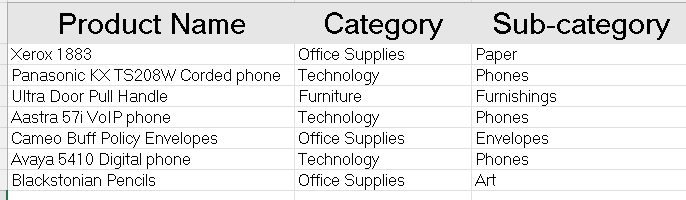 Product Name Category Sub-category
Xerox 1883 Office Supplies Paper
Panasonic KX TS208W Corded phone Technology Phones
Ultra Door Pull Handle Furniture Furnishings
Aastra 57i VoIP phone Technology Phones
Cameo Buff Policy Envelopes Office Supplies Envelopes
Avaya 5410 Digital phone Technology Phones
Blackstonian Pencils Office Supplies Art